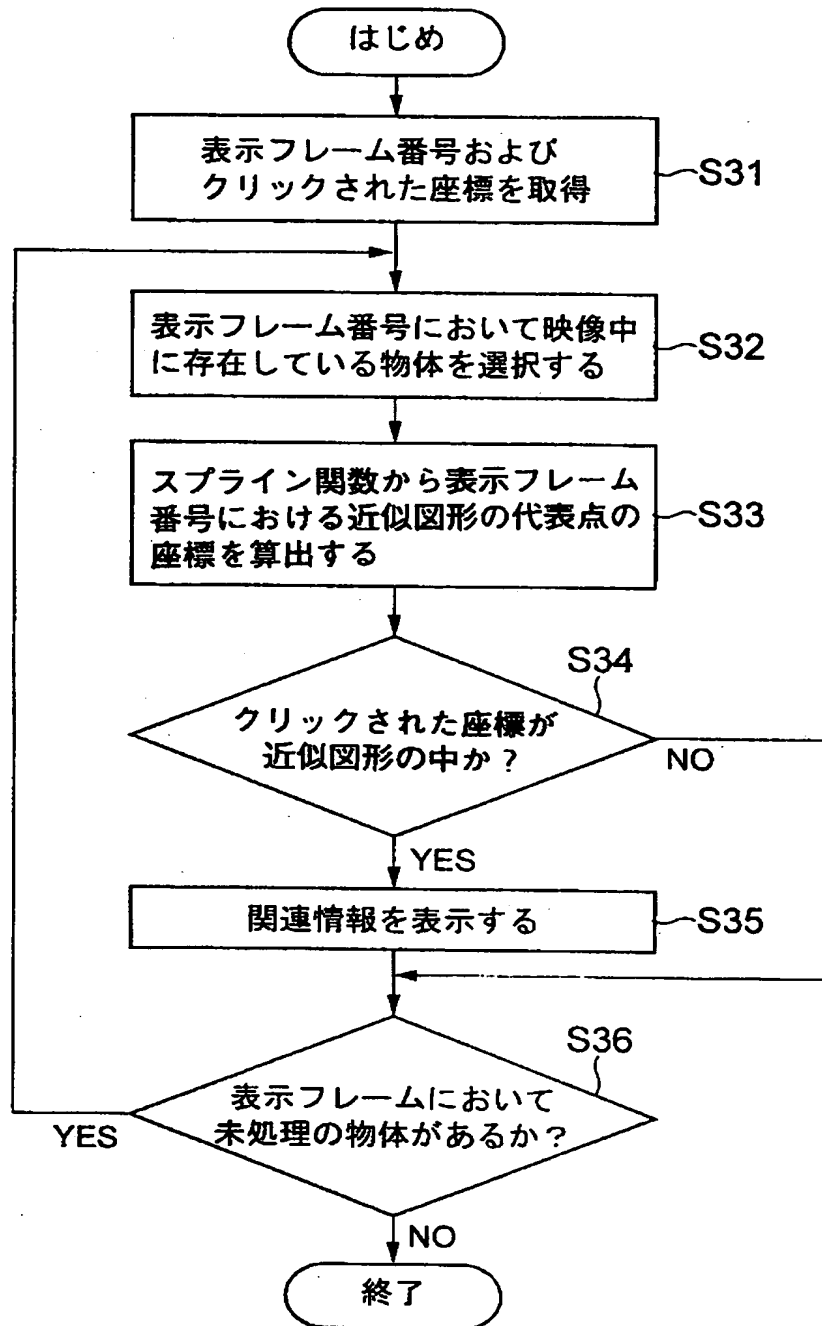 はじめ
表示フレーム番号および
クリックされた座標を取得
S31
表示フレーム番号において映像中
に存在している物体を選択する
S32
スプライン関数から表示フレーム
番号における近似図形の代表点の
座標を算出する
S33
S34
クリックされた座標が
近似図形の中か?
NO
YES
関連情報を表示する
S35
S36
表示フレームにおいて
未処理の物体があるか?
YES
NO
終了